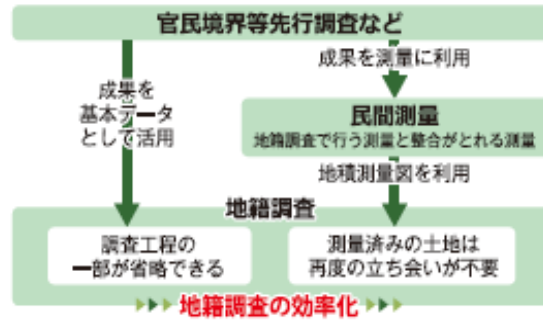 官民境界等先行調査など
成果を測量に利用
成果を
基本データ
として活用
民間測量
地籍調査で行う測量と整合がとれる測量
地積測量図を利用
地籍調査
調査工程の
一部が省略できる
測量済みの土地は
再度の立ち会いが不要
地籍調査の効率化